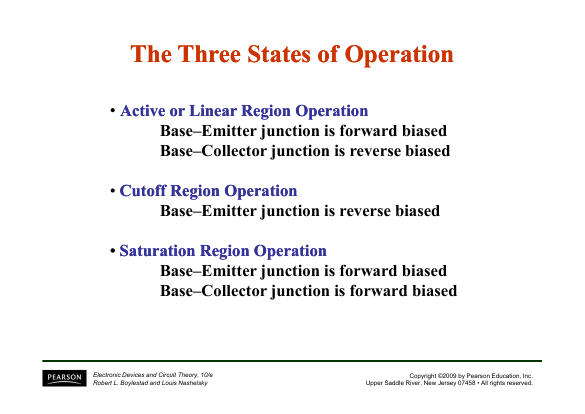 The Three States of Operation
• Active or Linear Region Operation
Base–Emitter junction is forward biased
Base–Collector junction is reverse biased
• Cutoff Region Operation
Base–Emitter junction is reverse biased
• Saturation Region Operation
Base–Emitter junction is forward biased
Base–Collector junction is forward biased
PEARSON
Electronic Devices and Circuit Theory, 10/e
Robert L. Boylestad and Louis Nashelsky
Copyright ©2009 by Pearson Education, Inc.
Upper Saddle River, New Jersey 07458 • All rights reserved.